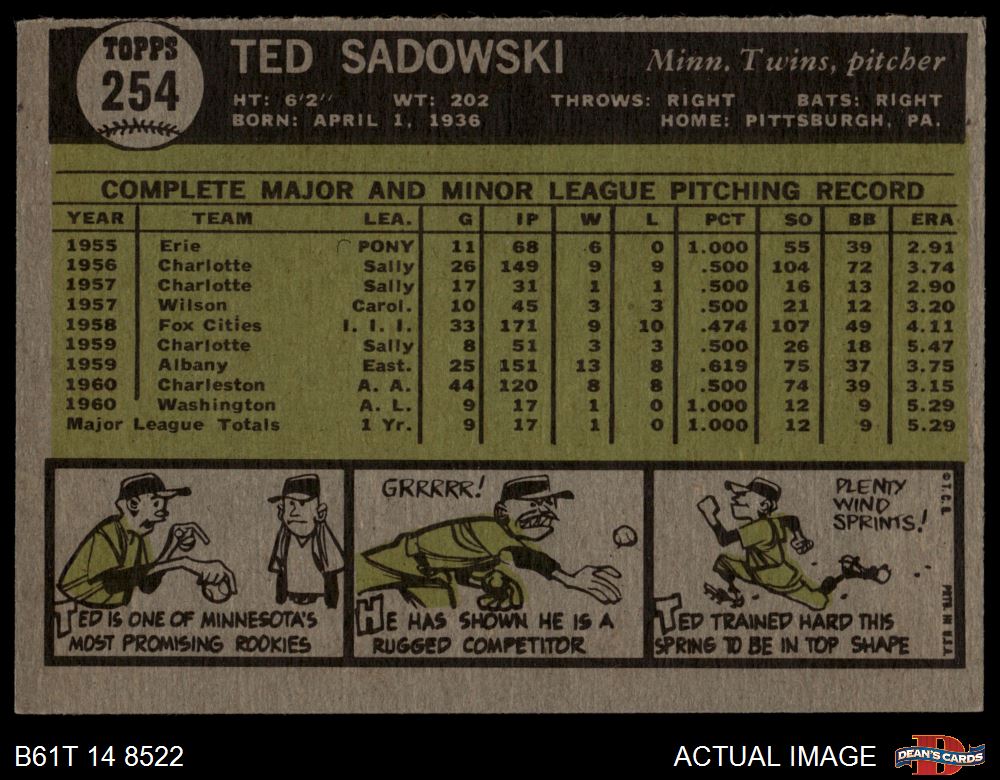 TOPPS
254
TED SADOWSKI
Minn. Twins, pitcher
HT: 6'2" WT: 202 THROWS: RIGHT BATS: RIGHT
BORN: APRIL 1, 1936 HOME: PITTSBURGH, PA.
COMPLETE MAJOR AND MINOR LEAGUE PITCHING RECORD
YEAR TEAM LEA. G IP W L PCT SO BB ERA
1955 Erie PONY 11 68 6 0 1.000 55 39 2.91
1956 Charlotte Sally 26 149 9 9 .500 104 72 3.74
1957 Charlotte Sally 17 31 1 1 .500 16 13 2.90
1957 Wilson Carol. 10 45 3 3 .500 21 12 3.20
1958 Fox Cities I. I. I. 33 171 9 10 .474 107 49 4.11
1959 Charlotte Sally 8 51 3 3 .500 26 18 5.47
1959 Albany East. 25 151 13 8 .619 75 37 3.75
1960 Charleston A. A. 44 120 8 8 .500 74 39 3.15
1960 Washington A. L. 9 17 1 0 1.000 12 9 5.29
Major League Totals 1 Yr. 9 17 1 0 1.000 12 9 5.29
TED IS ONE OF MINNESOTA'S
MOST PROMISING ROOKIES
GRRRRR!
HE HAS SHOWN HE IS A
RUGGED COMPETITOR
PLENTY
WIND
SPRINTS!
TED TRAINED HARD THIS
SPRING TO BE IN TOP SHAPE
© T.C.G.
PRTD. IN U.S.A.
B61T 14 8522
ACTUAL IMAGE
D
DEAN'S CARDS